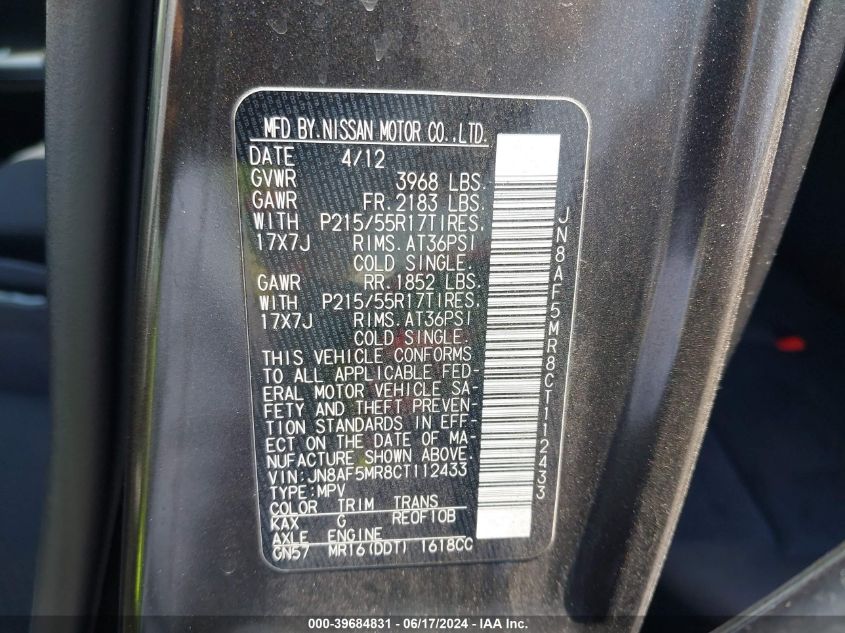 MFD BY.NISSAN MOTOR CO.,LTD.
DATE 4/12
GVWR 3968 LBS.
GAWR FR.2183 LBS.
WITH P215/55R17TIRES.
17X7J RIMS.AT36PSI
COLD SINGLE.
GAWR RR.1852 LBS.
WITH P215/55R17TIRES.
17X7J RIMS.AT36PSI
COLD SINGLE.
THIS VEHICLE CONFORMS
TO ALL APPLICABLE FED-
ERAL MOTOR VEHICLE SA-
FETY AND THEFT PREVEN-
TION STANDARDS IN EFF-
ECT ON THE DATE OF MA-
NUFACTURE SHOWN ABOVE.
VIN:JN8AF5MR8CT112433
TYPE:MPV
COLOR TRIM TRANS
KAX G RE0F10B
AXLE ENGINE
GN57 MR16(DDT) 1618CC
JN8AF5MR8CT112433
000-39684831 - 06/17/2024 - IAAI Inc.